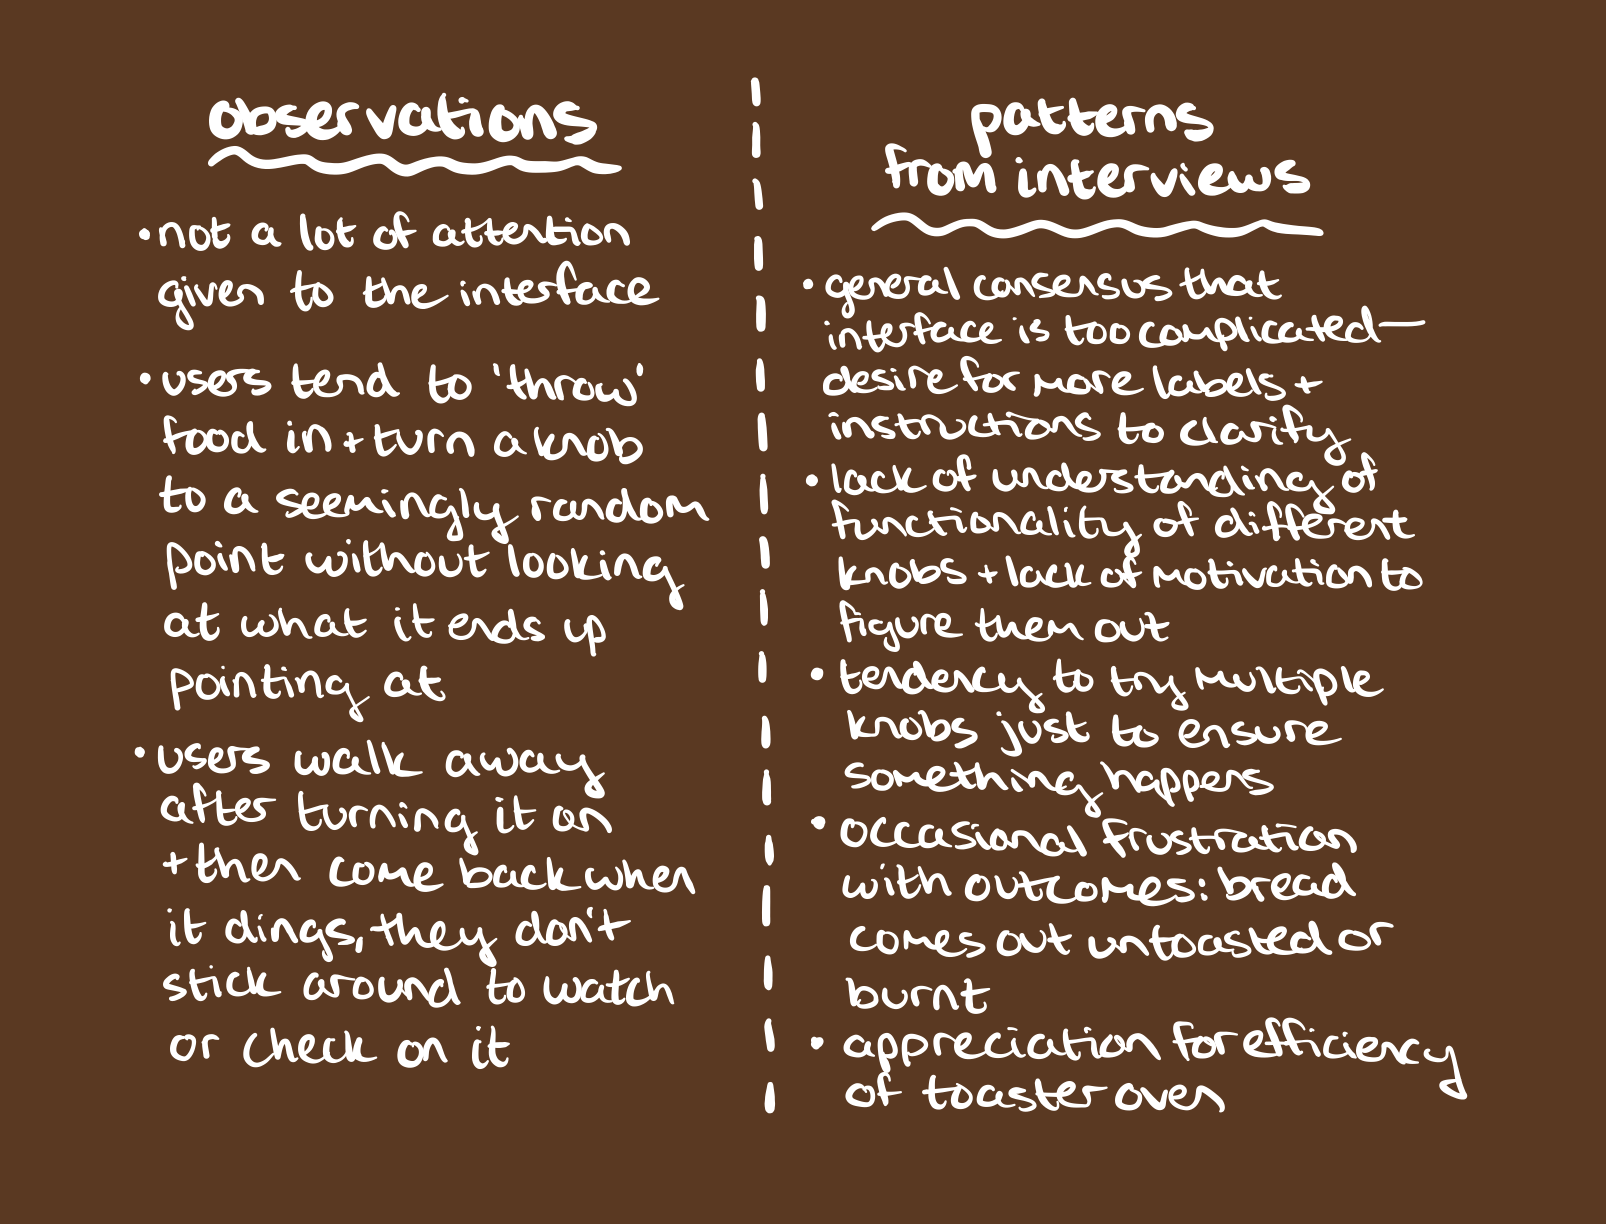 observations
• not a lot of attention
given to the interface
• users tend to 'throw'
food in + turn a knob
to a seemingly random
point without looking
at what it ends up
pointing at
• users walk away
after turning it on
+ then come back when
it dings, they don't
stick around to watch
or check on it
patterns
from interviews
• general consensus that
interface is too complicated—
desire for more labels +
instructions to clarify
• lack of understanding of
functionality of different
knobs + lack of motivation to
figure them out
• tendency to try multiple
knobs just to ensure
something happens
• occasional frustration
with outcomes: bread
comes out untoasted or
burnt
• appreciation for efficiency
of toaster oven